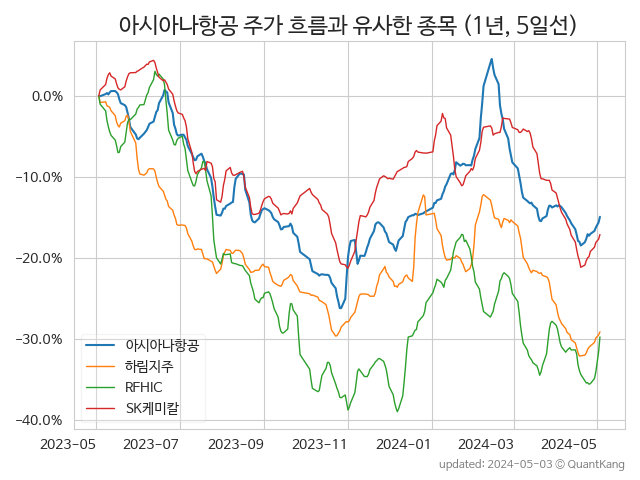 아시아나항공 주가 흐름과 유사한 종목 (1년, 5일선)
0.0%
−10.0%
−20.0%
−30.0%
−40.0%
아시아나항공
하림지주
RFHIC
SK케미칼
2023-05 2023-07 2023-09 2023-11 2024-01 2024-03 2024-05
updated: 2024-05-03 © QuantKang